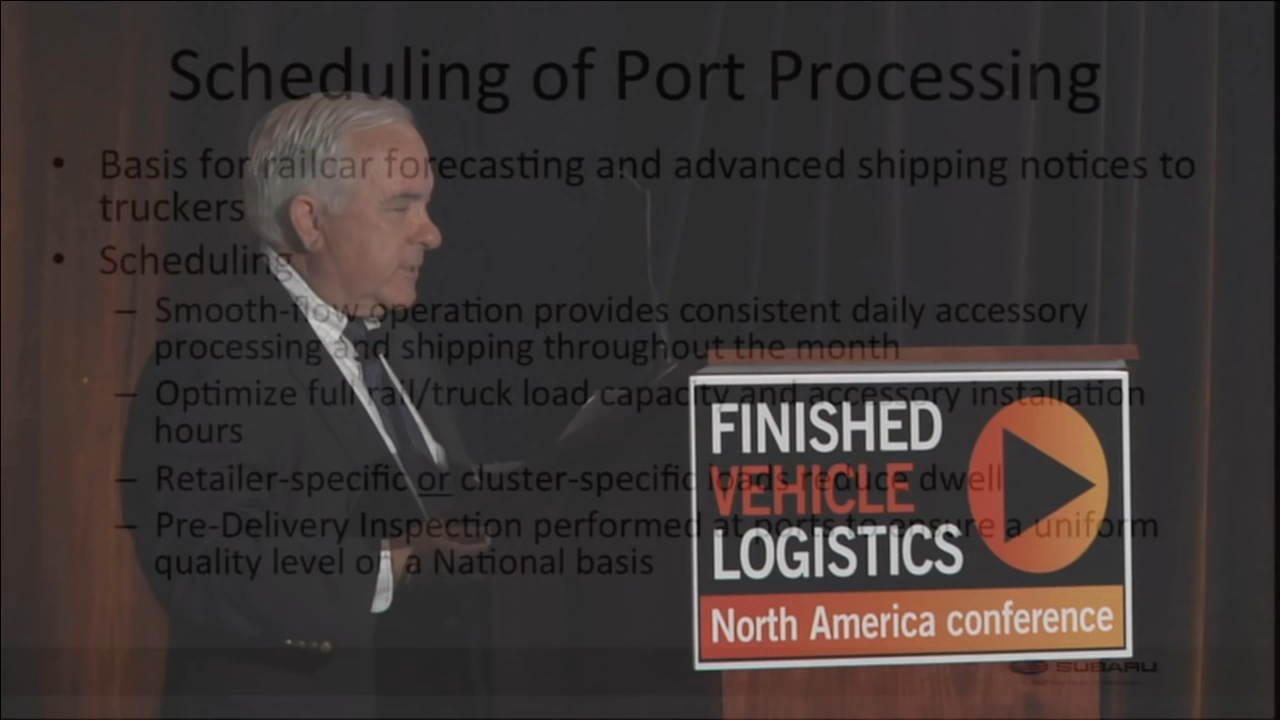 Scheduling of Port Processing
• Basis for railcar forecasting and advanced shipping notices to
truckers
• Scheduling
– Smooth-flow operation provides consistent daily accessory
processing and shipping throughout the month
– Optimize full rail/truck load capacity and accessory installation
hours
– Retailer-specific or cluster-specific loads reduce dwell
– Pre-Delivery Inspection performed at ports to ensure a uniform
quality level on a National basis
FINISHED
VEHICLE
LOGISTICS
North America conference
SUBARU